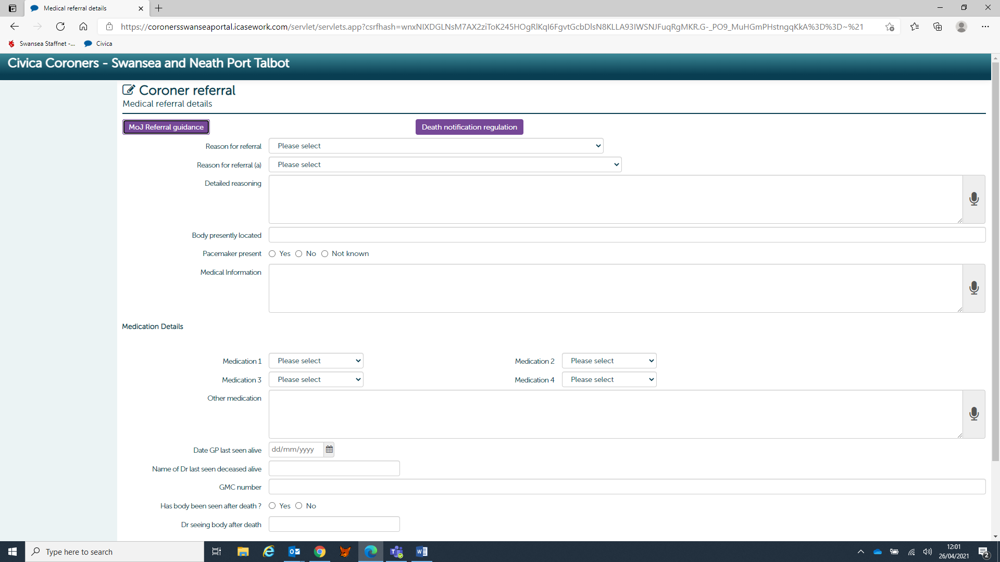 Medical referral details
https://coronersswanseaportal.icasework.com/servlet/servlets.app?csrfhash=wnxNIXDGLNsM7AX2ziToK245HOgRlKqI6FgvtGcbDlsN8KLLA93IWSNJFuqRgMKR.G-_PO9_MuHGmPHstngqKkA%3D%3D~%21
Swansea Staffnet -... Civica
Civica Coroners - Swansea and Neath Port Talbot
Coroner referral
Medical referral details
MoJ Referral guidance Death notification regulation
Reason for referral Please select
Reason for referral (a) Please select
Detailed reasoning
Body presently located
Pacemaker present Yes No Not known
Medical Information
Medication Details
Medication 1 Please select Medication 2 Please select
Medication 3 Please select Medication 4 Please select
Other medication
Date GP last seen alive dd/mm/yyyy
Name of Dr last seen deceased alive
GMC number
Has body been seen after death ? Yes No
Dr seeing body after death
Type here to search
12:01
26/04/2021
2